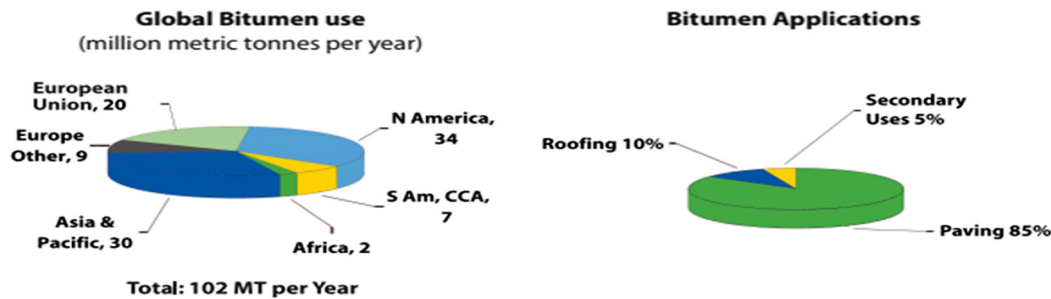 Global Bitumen use
(million metric tonnes per year)
European
Union, 20
N America,
34
Europe
Other, 9
S Am, CCA,
7
Asia &
Pacific, 30
Africa, 2
Total: 102 MT per Year
Bitumen Applications
Secondary
Uses 5%
Roofing 10%
Paving 85%